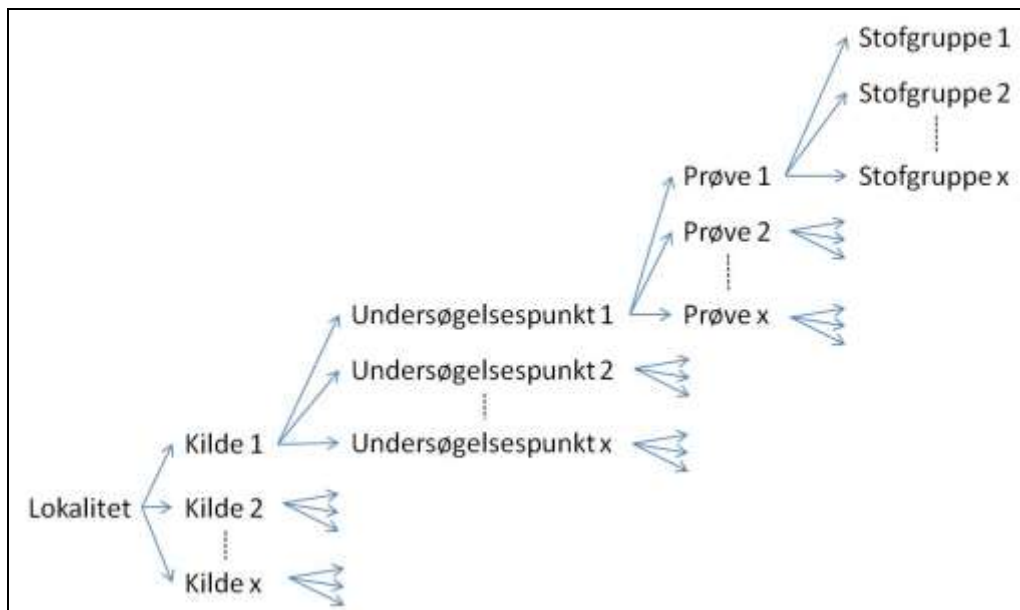 Stofgruppe 1
Stofgruppe 2
Stofgruppe x
Prøve 1
Prøve 2
Prøve x
Undersøgelsespunkt 1
Undersøgelsespunkt 2
Undersøgelsespunkt x
Kilde 1
Lokalitet
Kilde 2
Kilde x